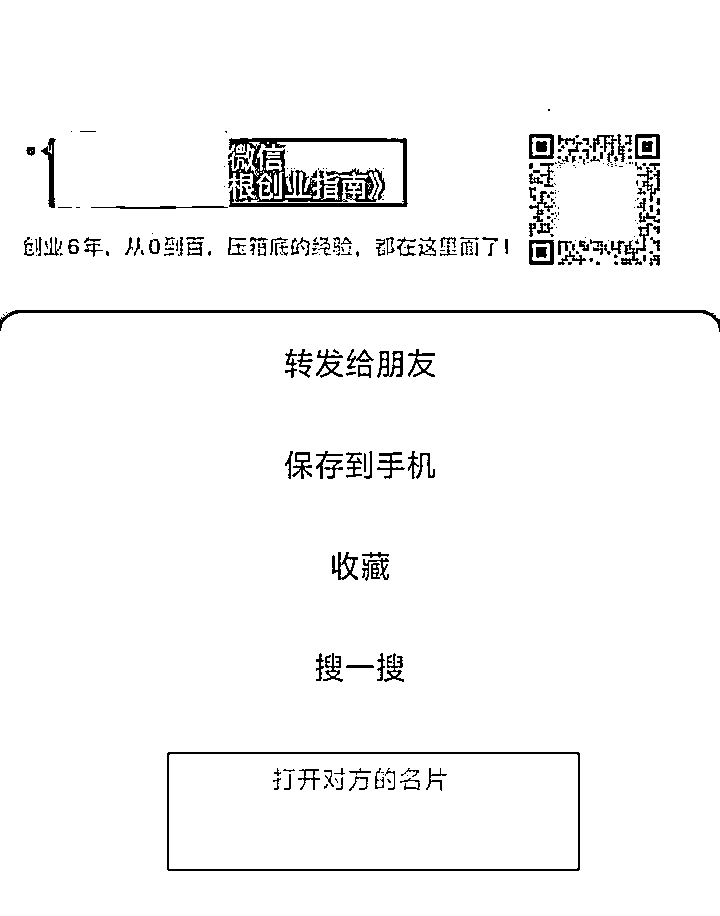 微信
根创业指南》
创业6年，从0到百，压箱底的经验，都在这里面了！
转发给朋友
保存到手机
收藏
搜一搜
打开对方的名片